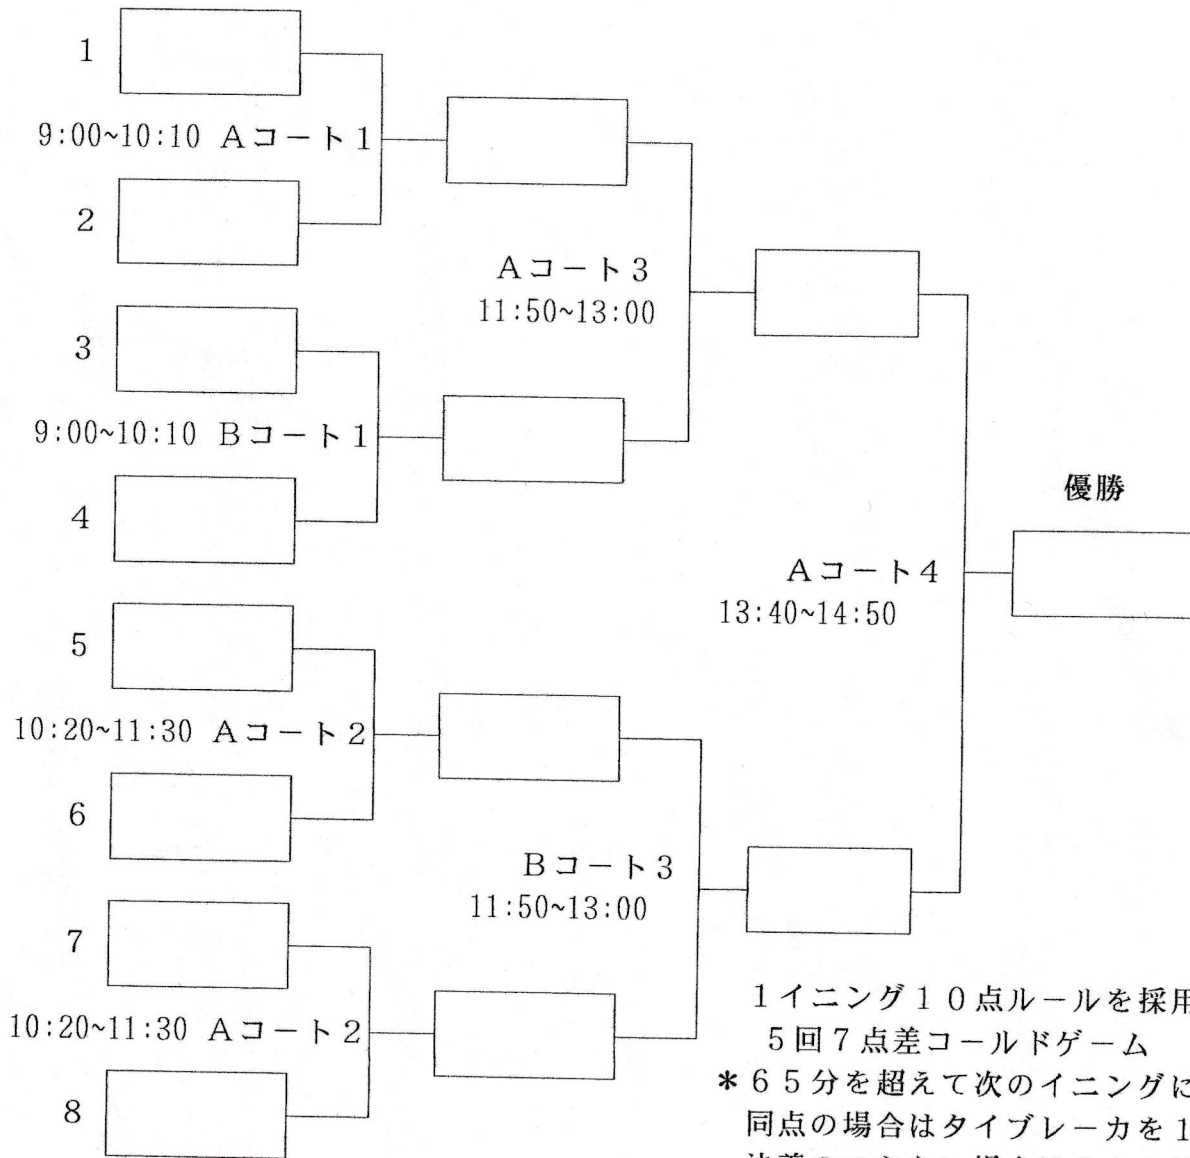 1
9:00~10:10 Aコート1
2
Aコート3
11:50~13:00
3
9:00~10:10 Bコート1
4
優勝
Aコート4
13:40~14:50
5
10:20~11:30 Aコート2
6
Bコート3
11:50~13:00
7
10:20~11:30 Aコート2
8
1イニング10点ルールを採用
5回7点差コールドゲーム
*65分を超えて次のイニングに
同点の場合はタイブレーカを1